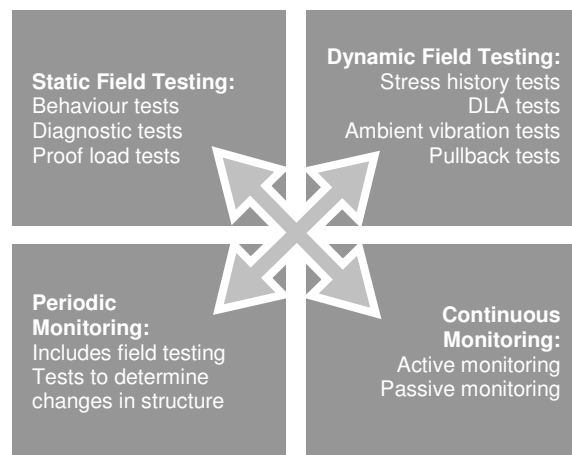 Static Field Testing:
Behaviour tests
Diagnostic tests
Proof load tests
Dynamic Field Testing:
Stress history tests
DLA tests
Ambient vibration tests
Pullback tests
Periodic
Monitoring:
Includes field testing
Tests to determine
changes in structure
Continuous
Monitoring:
Active monitoring
Passive monitoring